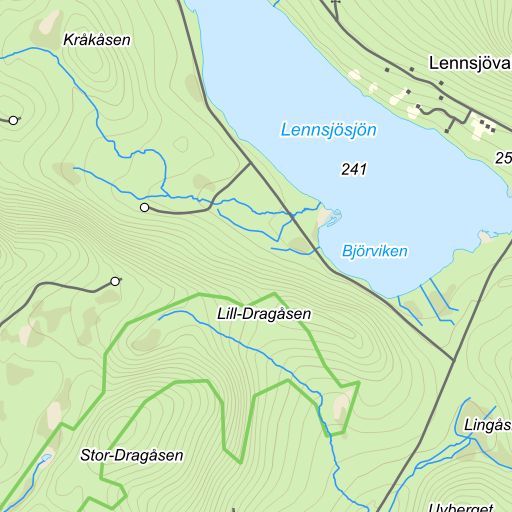 Kråkåsen
Lennsjöva
Lennsjösjön
241
25
Björviken
Lill-Dragåsen
Lingås
Stor-Dragåsen
Uvberget